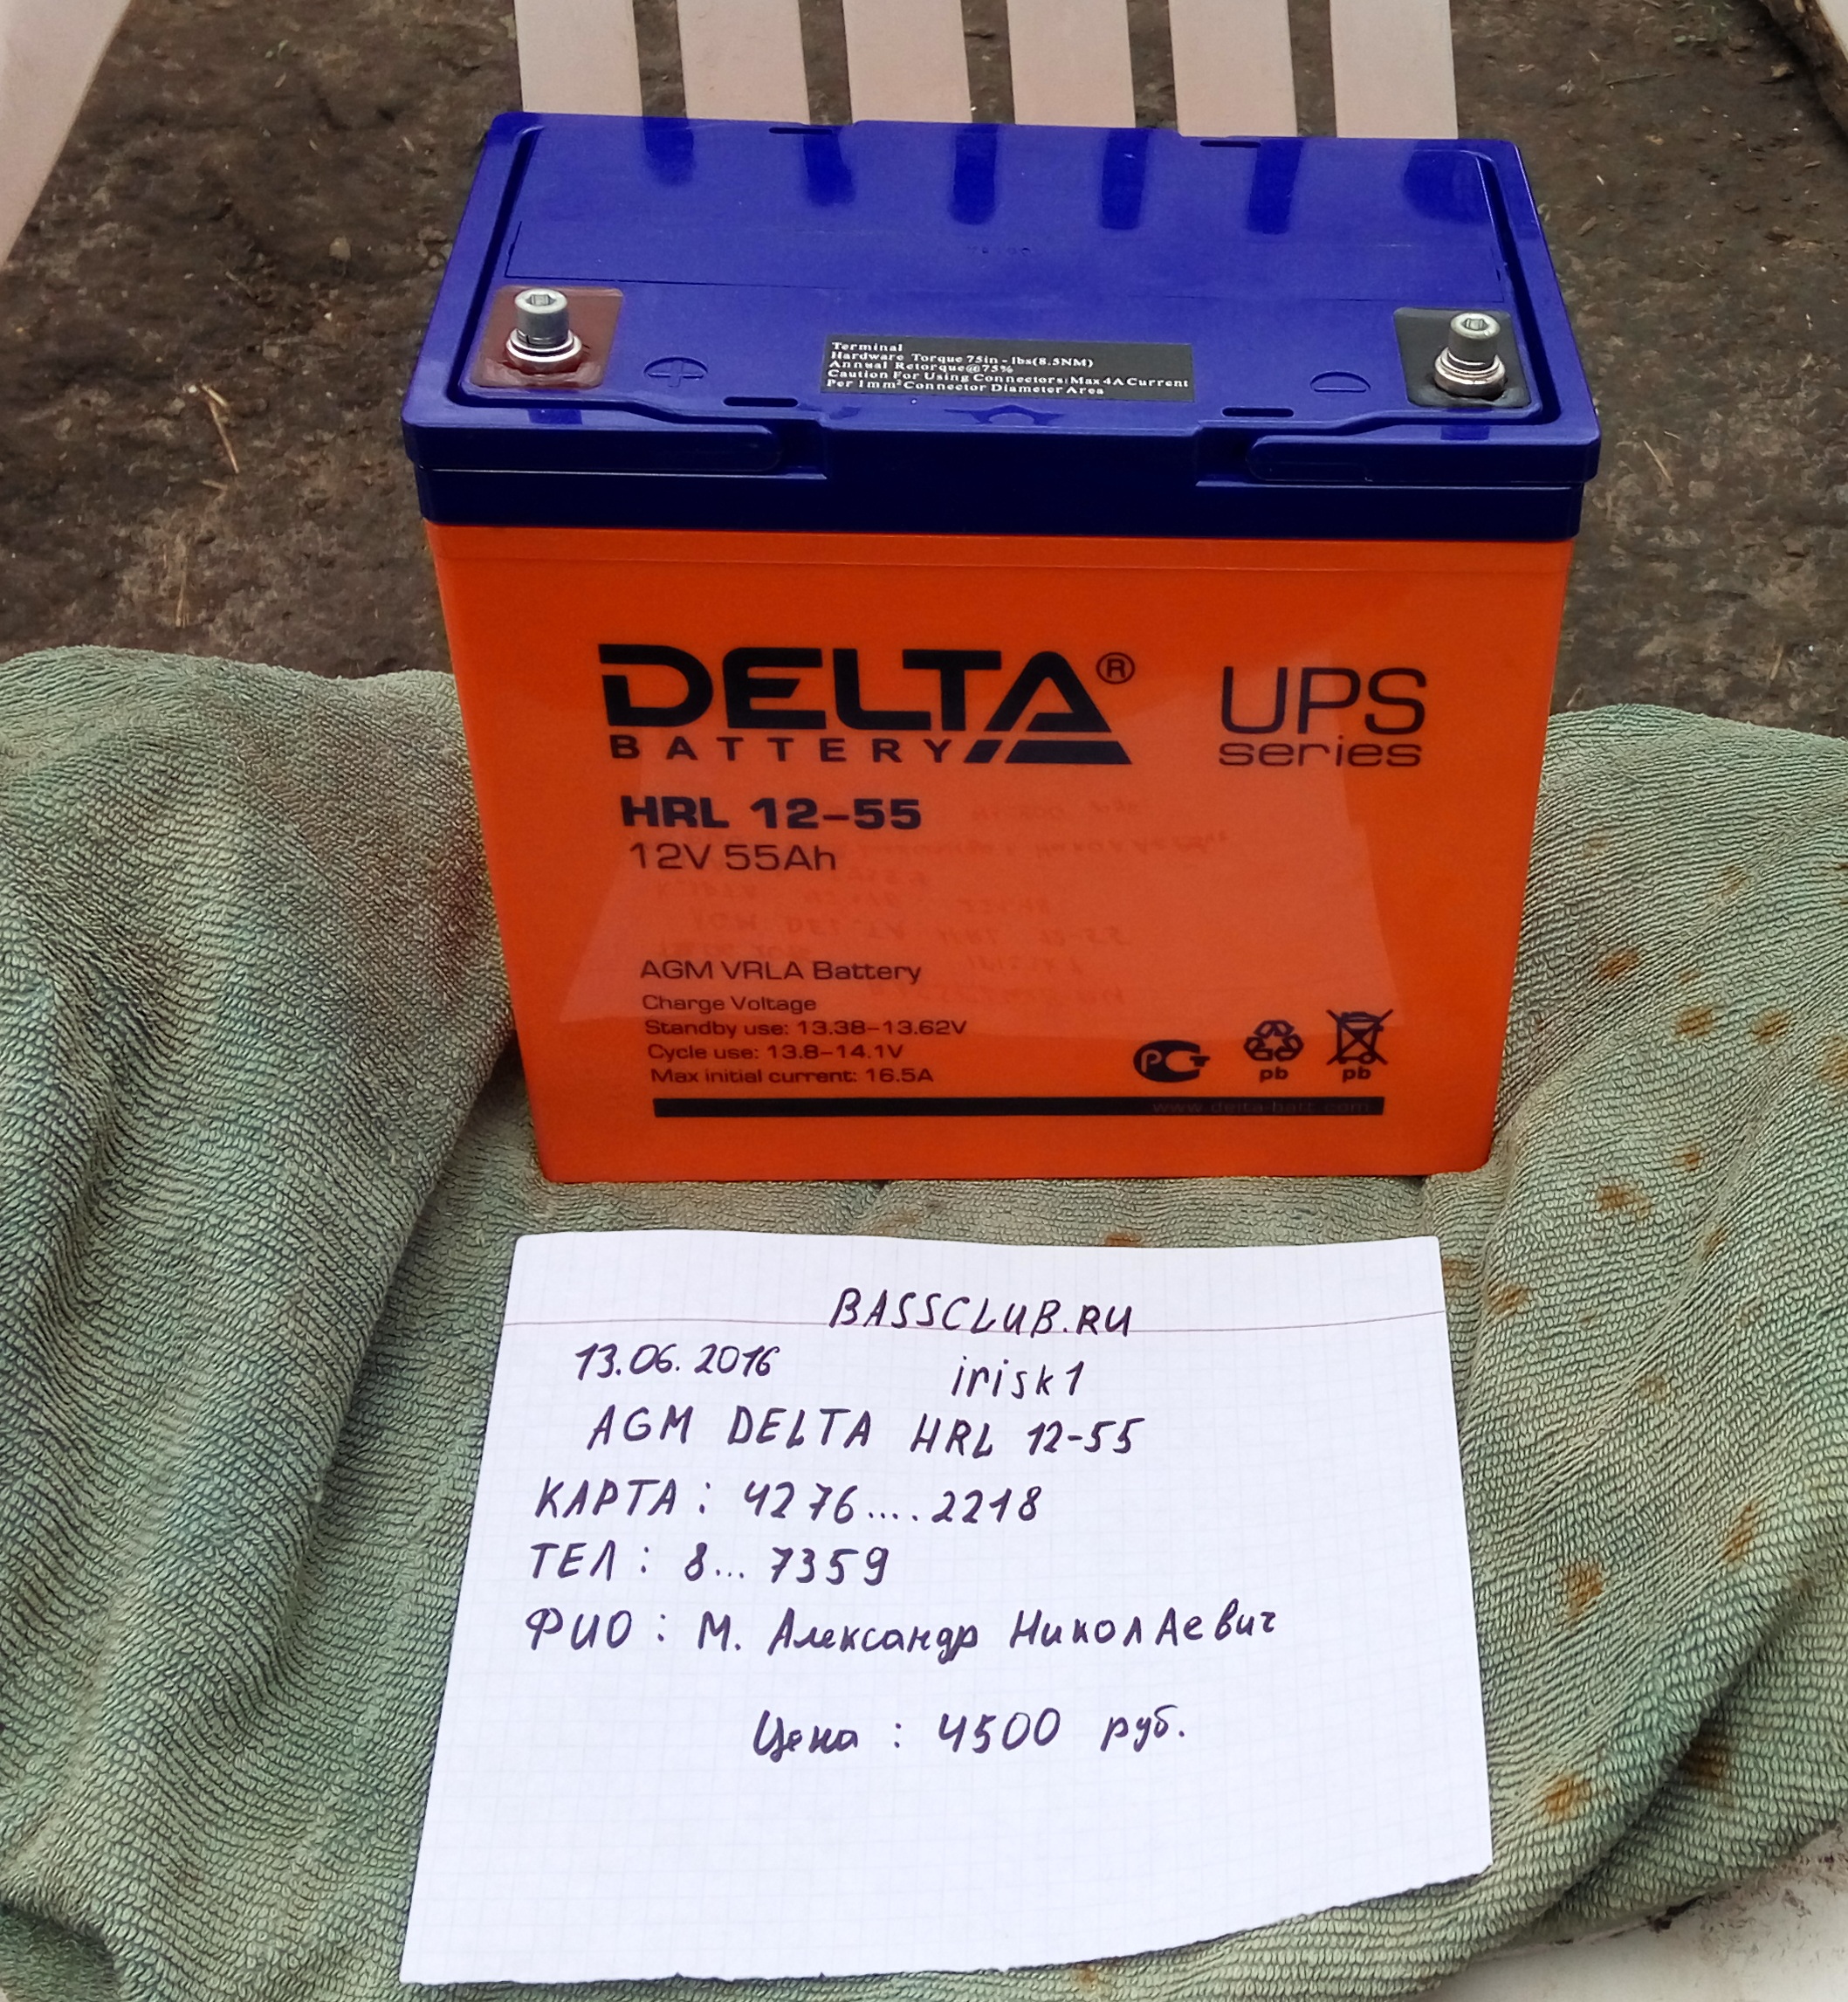 Terminal
Hardware Torque 75in - lbs(8.5NM)
Annual Retorque@75%
Caution For Using Connectors:Max 4A Current
Per 1mm² Connector Diameter Area
DELTA®
BATTERY
UPS
series
HRL 12-55
12V 55Ah
AGM VRLA Battery
Charge Voltage
Standby use: 13.38-13.62V
Cycle use: 13.8-14.1V
Max initial current: 16.5A
РСТ
pb
pb
www.delta-batt.com
BASSCLUB.RU
13.06.2016 irisk1
AGM DELTA HRL 12-55
КАРТА: 4276....2218
ТЕЛ: 8... 7359
ФИО: М. Александр НиколАевич
Цена: 4500 руб.